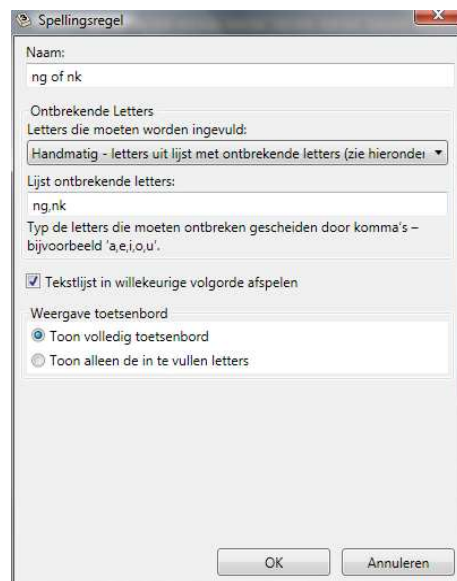 Spellingsregel
Naam:
ng of nk
Ontbrekende Letters
Letters die moeten worden ingevuld:
Handmatig - letters uit lijst met ontbrekende letters (zie hieronder
Lijst ontbrekende letters:
ng,nk
Typ de letters die moeten ontbreken gescheiden door komma's –
bijvoorbeeld 'a,e,i,o,u'.
Tekstlijst in willekeurige volgorde afspelen
Weergave toetsenbord
Toon volledig toetsenbord
Toon alleen de in te vullen letters
OK
Annuleren